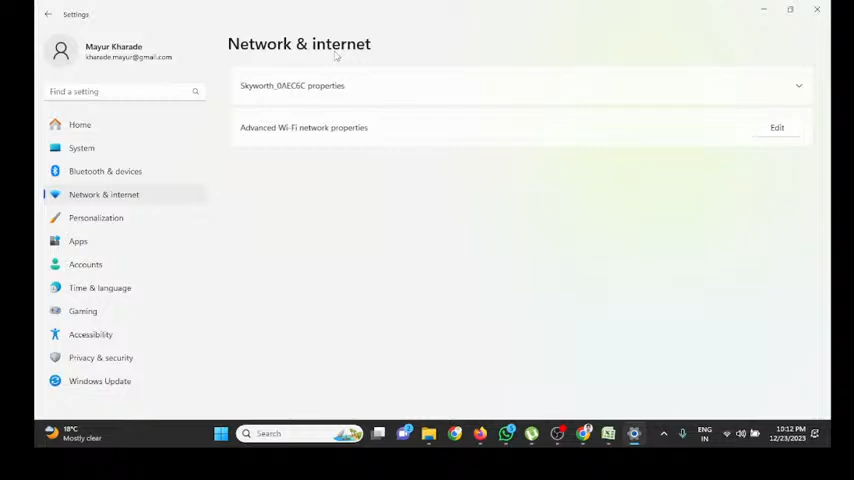 Settings
Mayur Kharade
kharade.mayur@gmail.com
Find a setting
Home
System
Bluetooth & devices
Network & internet
Personalization
Apps
Accounts
Time & language
Gaming
Accessibility
Privacy & security
Windows Update
Network & internet
Skyworth_0AEC6C properties
Advanced Wi-Fi network properties
Edit
18°C
Mostly clear
Search
ENG
IN
10:12 PM
12/23/2023